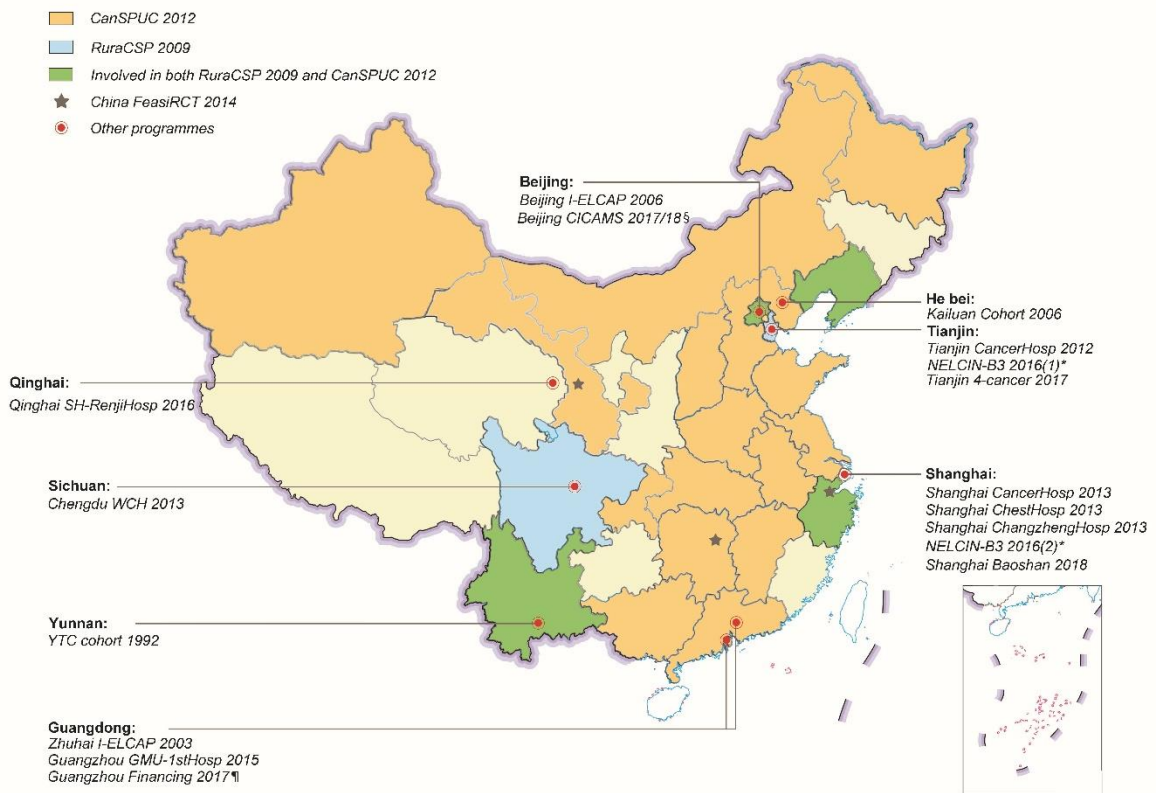 CanSPUC 2012
RuraCSP 2009
Involved in both RuraCSP 2009 and CanSPUC 2012
China FeasiRCT 2014
Other programmes
Beijing:
Beijing I-ELCAP 2006
Beijing CICAMS 2017/18§
He bei:
Kailuan Cohort 2006
Tianjin:
Tianjin CancerHosp 2012
NELCIN-B3 2016(1)*
Tianjin 4-cancer 2017
Qinghai:
Qinghai SH-RenjiHosp 2016
Sichuan:
Chengdu WCH 2013
Shanghai:
Shanghai CancerHosp 2013
Shanghai ChestHosp 2013
Shanghai ChangzhengHosp 2013
NELCIN-B3 2016(2)*
Shanghai Baoshan 2018
Yunnan:
YTC cohort 1992
Guangdong:
Zhuhai I-ELCAP 2003
Guangzhou GMU-1stHosp 2015
Guangzhou Financing 2017¶